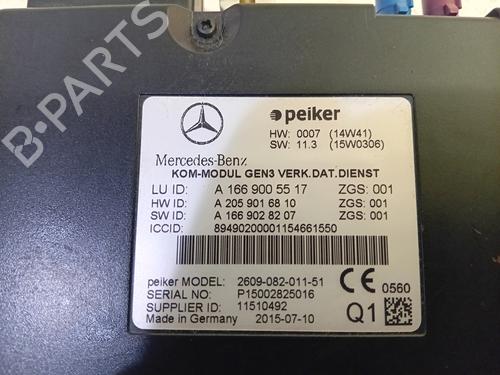 peiker
HW: 0007 (14W41)
SW: 11.3 (15W0306)
Mercedes-Benz
KOM-MODUL GEN3 VERK.DAT.DIENST
LU ID: A 166 900 55 17 ZGS: 001
HW ID: A 205 901 68 10 ZGS: 001
SW ID: A 166 902 82 07 ZGS: 001
ICCID: 89490200001154661550
peiker MODEL: 2609-082-011-51
SERIAL NO: P15002825016
SUPPLIER ID: 11510492
Made in Germany 2015-07-10
CE 0560
Q1
B-PARTS